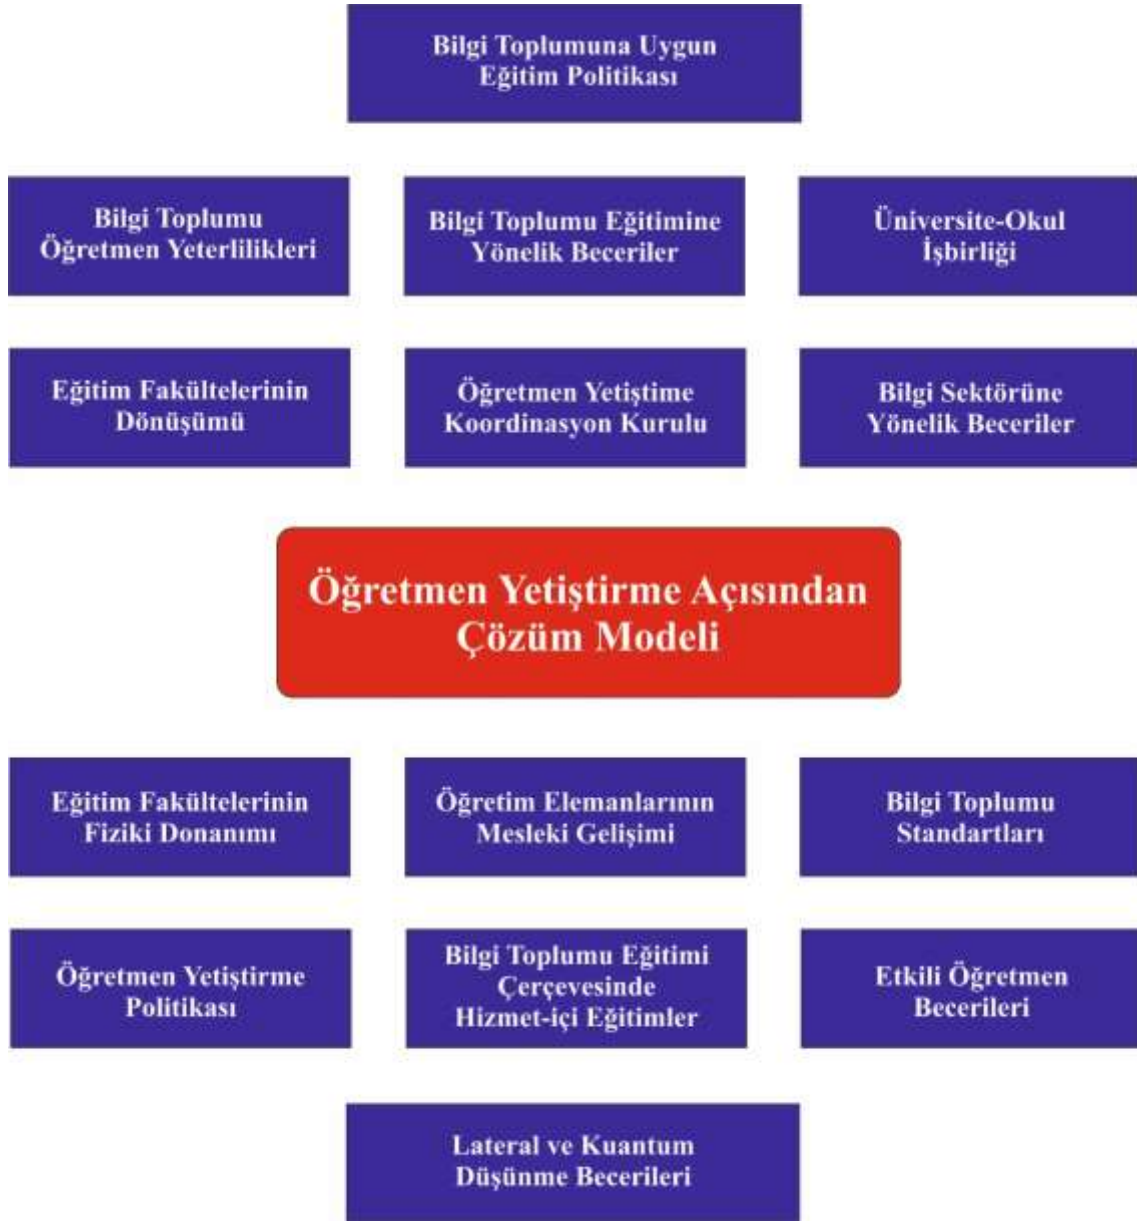 Bilgi Toplumuna Uygun
Eğitim Politikası
Bilgi Toplumu
Öğretmen Yeterlilikleri
Bilgi Toplumu Eğitimine
Yönelik Beceriler
Üniversite-Okul
İşbirliği
Eğitim Fakültelerinin
Dönüşümü
Öğretmen Yetiştime
Koordinasyon Kurulu
Bilgi Sektörüne
Yönelik Beceriler
Öğretmen Yetiştirme Açısından
Çözüm Modeli
Eğitim Fakültelerinin
Fiziki Donanımı
Öğretim Elemanlarının
Mesleki Gelişimi
Bilgi Toplumu
Standartları
Öğretmen Yetiştirme
Politikası
Bilgi Toplumu Eğitimi
Çerçevesinde
Hizmet-içi Eğitimler
Etkili Öğretmen
Becerileri
Lateral ve Kuantum
Düşünme Becerileri